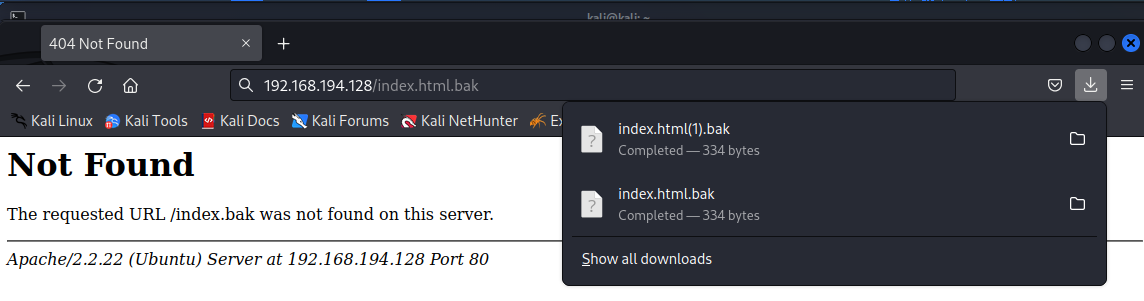 kali@kali: ~
404 Not Found
192.168.194.128/index.html.bak
Kali Linux
Kali Tools
Kali Docs
Kali Forums
Kali NetHunter
Ex
index.html(1).bak
Completed — 334 bytes
index.html.bak
Completed — 334 bytes
Show all downloads
Not Found
The requested URL /index.bak was not found on this server.
Apache/2.2.22 (Ubuntu) Server at 192.168.194.128 Port 80